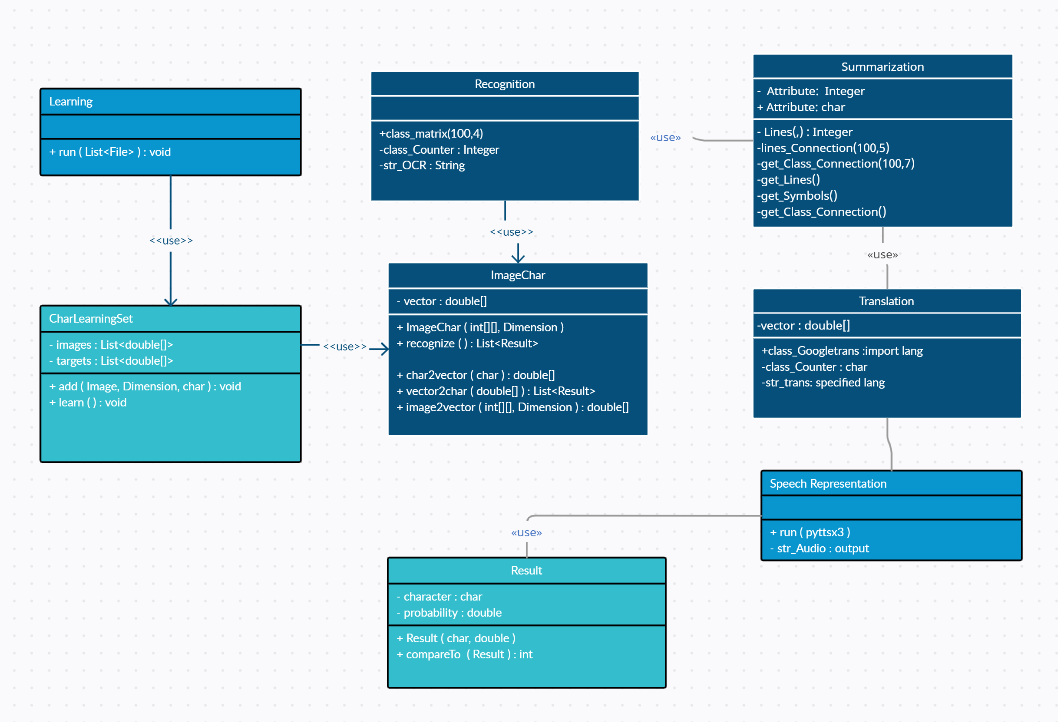 Learning
+ run ( List<File> ) : void
<<use>>
CharLearningSet
- images : List<double[]>
- targets : List<double[]>
+ add ( Image, Dimension, char ) : void
+ learn ( ) : void
<<use>>
Recognition
+class_matrix(100,4)
-class_Counter : Integer
-str_OCR : String
<<use>>
ImageChar
- vector : double[]
+ ImageChar ( int[][], Dimension )
+ recognize ( ) : List<Result>
+ char2vector ( char ) : double[]
+ vector2char ( double[] ) : List<Result>
+ image2vector ( int[][], Dimension ) : double[]
«use»
Summarization
- Attribute: Integer
+ Attribute: char
- Lines(,) : Integer
-lines_Connection(100,5)
-get_Class_Connection(100,7)
-get_Lines()
-get_Symbols()
-get_Class_Connection()
«use»
Translation
-vector : double[]
+class_Googletrans :import lang
-class_Counter : char
-str_trans: specified lang
Speech Representation
+ run ( pyttsx3 )
- str_Audio : output
«use»
Result
- character : char
- probability : double
+ Result ( char, double )
+ compareTo ( Result ) : int